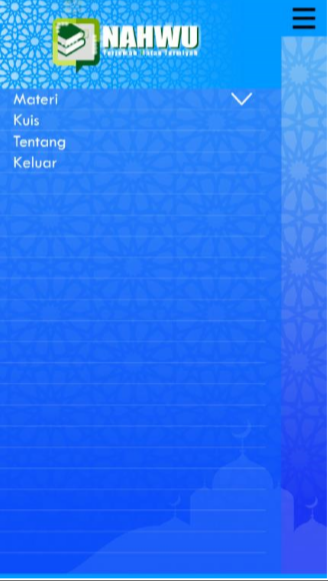 NAHWU
Materi
Kuis
Tentang
Keluar